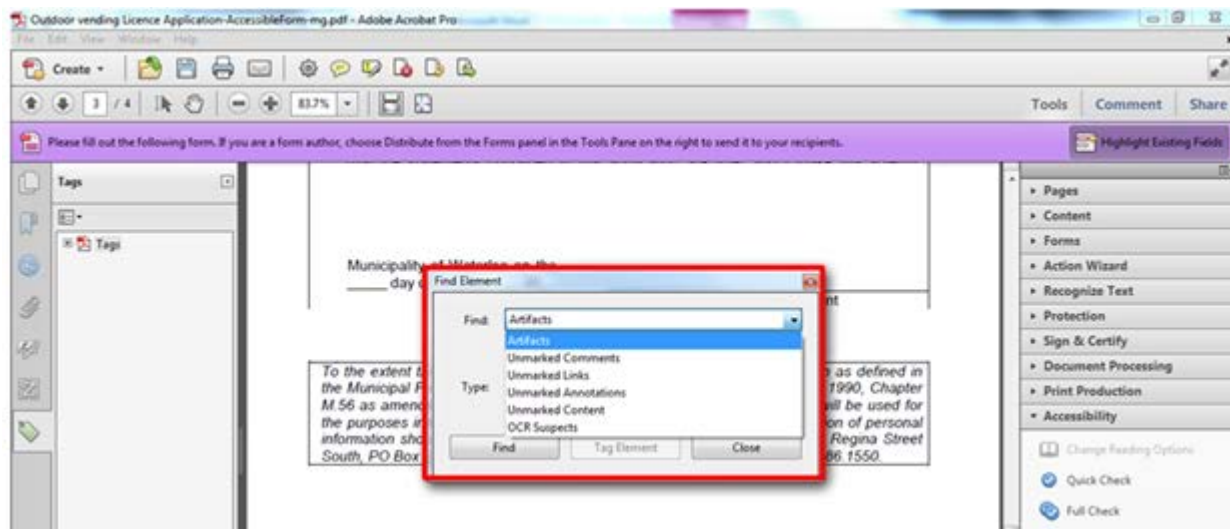 Outdoor vending Licence Application-AccessibleForm-mg.pdf - Adobe Acrobat Pro
File Edit View Window Help
Create
3 / 4 83.7% Tools Comment Share
Please fill out the following form. If you are a form author, choose Distribute from the Forms panel in the Tools Pane on the right to send it to your recipients. Highlight Existing Fields
Tags
Tags
Municipality of Waterloo on the
_____ day
Find Element
Find: Artifacts
Artifacts
Unmarked Comments
Unmarked Links
Unmarked Annotations
Unmarked Content
OCR Suspects
Type:
Find Tag Element Close
To the extent as defined in
the Municipal 1990, Chapter
M.56 as will be used for
the purposes of personal
information Regina Street
South, PO Box 1550.
Pages
Content
Forms
Action Wizard
Recognize Text
Protection
Sign & Certify
Document Processing
Print Production
Accessibility
Change Reading Options
Quick Check
Full Check